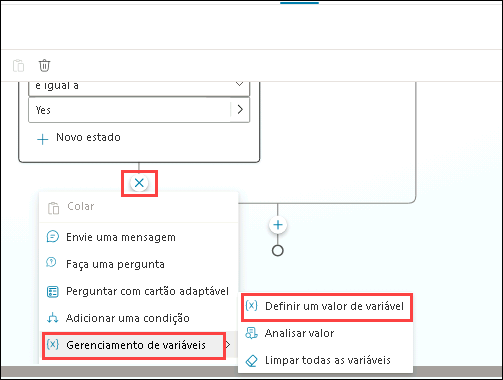 é igual a
Yes
Novo estado
Colar
Envie uma mensagem
Faça uma pergunta
Perguntar com cartão adaptável
Adicionar uma condição
{x} Gerenciamento de variáveis
{x} Definir um valor de variável
Analisar valor
Limpar todas as variáveis